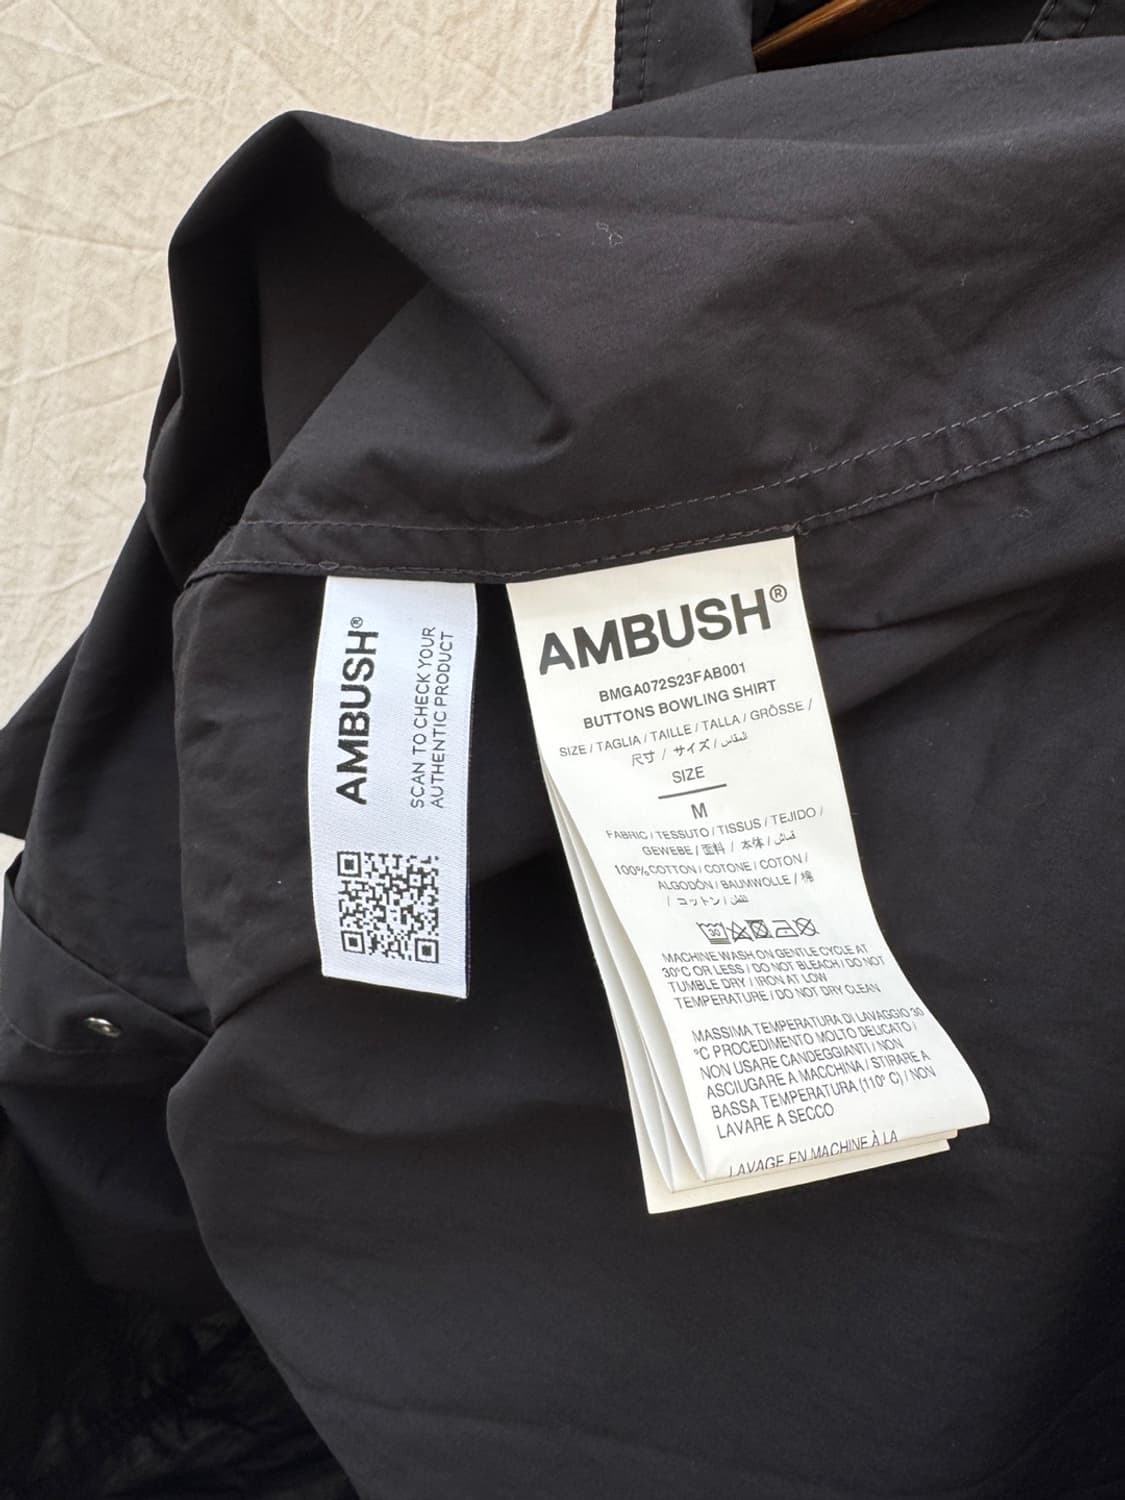 AMBUSH®
SCAN TO CHECK YOUR
AUTHENTIC PRODUCT
AMBUSH®
BMGA072S23FAB001
BUTTONS BOWLING SHIRT
SIZE / TAGLIA / TAILLE / TALLA / GRÖSSE /
尺寸 / サイズ / المقاس
SIZE
M
FABRIC / TESSUTO / TISSUS / TEJIDO /
GEWEBE / 面料 / 本体 / قماش
100% COTTON / COTONE / COTON /
ALGODÓN / BAUMWOLLE / 棉
/ コットン /
30
MACHINE WASH ON GENTLE CYCLE AT
30°C OR LESS / DO NOT BLEACH / DO NOT
TUMBLE DRY / IRON AT LOW
TEMPERATURE / DO NOT DRY CLEAN
MASSIMA TEMPERATURA DI LAVAGGIO 30
°C PROCEDIMENTO MOLTO DELICATO /
NON USARE CANDEGGIANTI / NON
ASCIUGARE A MACCHINA / STIRARE A
BASSA TEMPERATURA (110° C) / NON
LAVARE A SECCO
LAVAGE EN MACHINE À LA